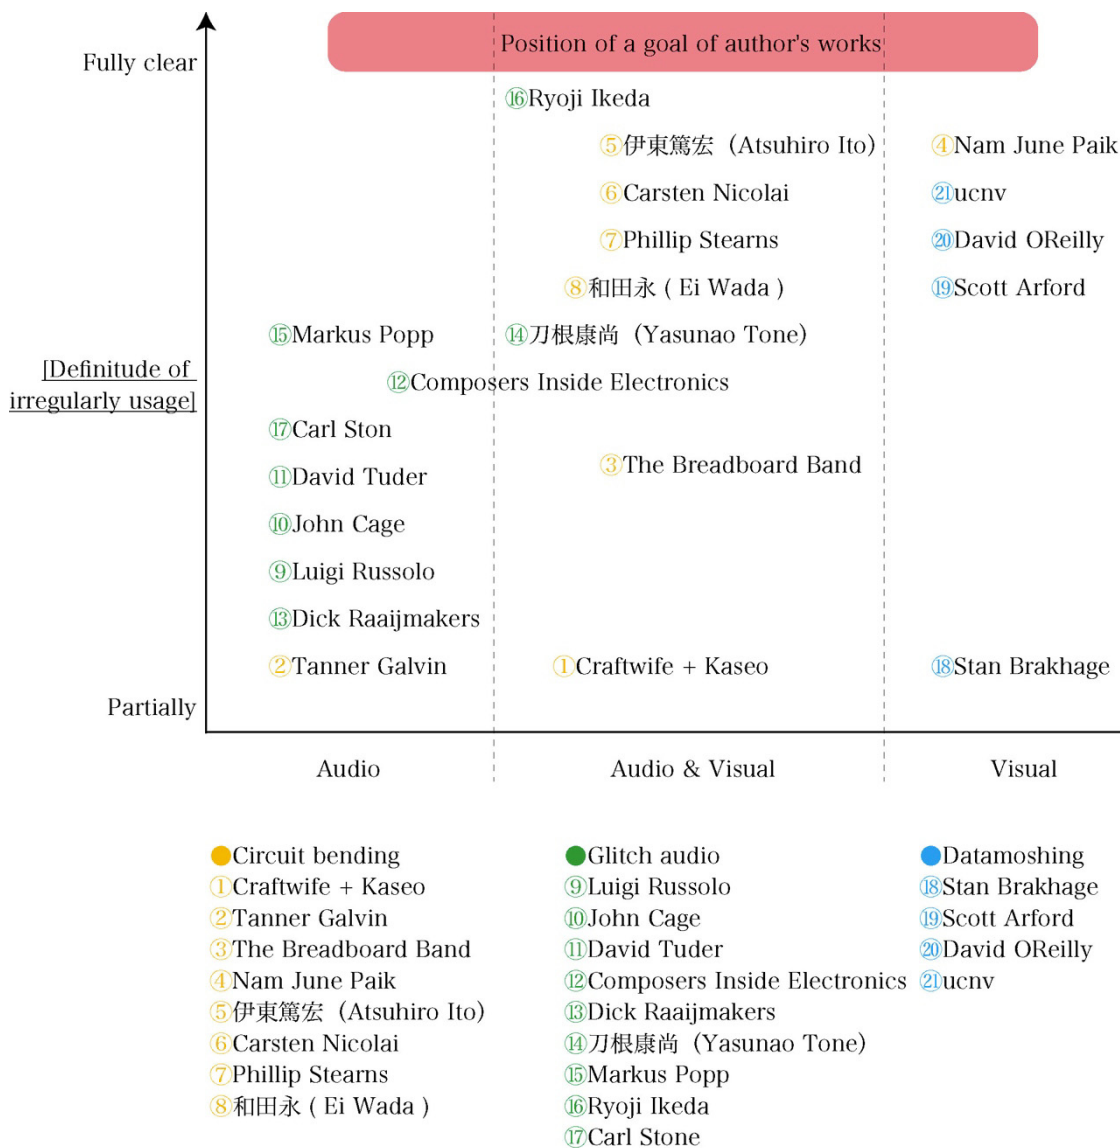 Position of a goal of author's works
Fully clear
⑯Ryoji Ikeda
⑤伊東篤宏（Atsuhiro Ito）
④Nam June Paik
⑥Carsten Nicolai
㉑ucnv
⑦Phillip Stearns
⑳David OReilly
⑧和田永 ( Ei Wada )
⑲Scott Arford
⑮Markus Popp
⑭刀根康尚（Yasunao Tone）
[Definitude of
irregularly usage]
⑫Composers Inside Electronics
⑰Carl Ston
③The Breadboard Band
⑪David Tuder
⑩John Cage
⑨Luigi Russolo
⑬Dick Raaijmakers
②Tanner Galvin
①Craftwife + Kaseo
⑱Stan Brakhage
Partially
Audio
Audio & Visual
Visual
●Circuit bending
①Craftwife + Kaseo
②Tanner Galvin
③The Breadboard Band
④Nam June Paik
⑤伊東篤宏（Atsuhiro Ito）
⑥Carsten Nicolai
⑦Phillip Stearns
⑧和田永 ( Ei Wada )
●Glitch audio
⑨Luigi Russolo
⑩John Cage
⑪David Tuder
⑫Composers Inside Electronics
⑬Dick Raaijmakers
⑭刀根康尚（Yasunao Tone）
⑮Markus Popp
⑯Ryoji Ikeda
⑰Carl Stone
●Datamoshing
⑱Stan Brakhage
⑲Scott Arford
⑳David OReilly
㉑ucnv